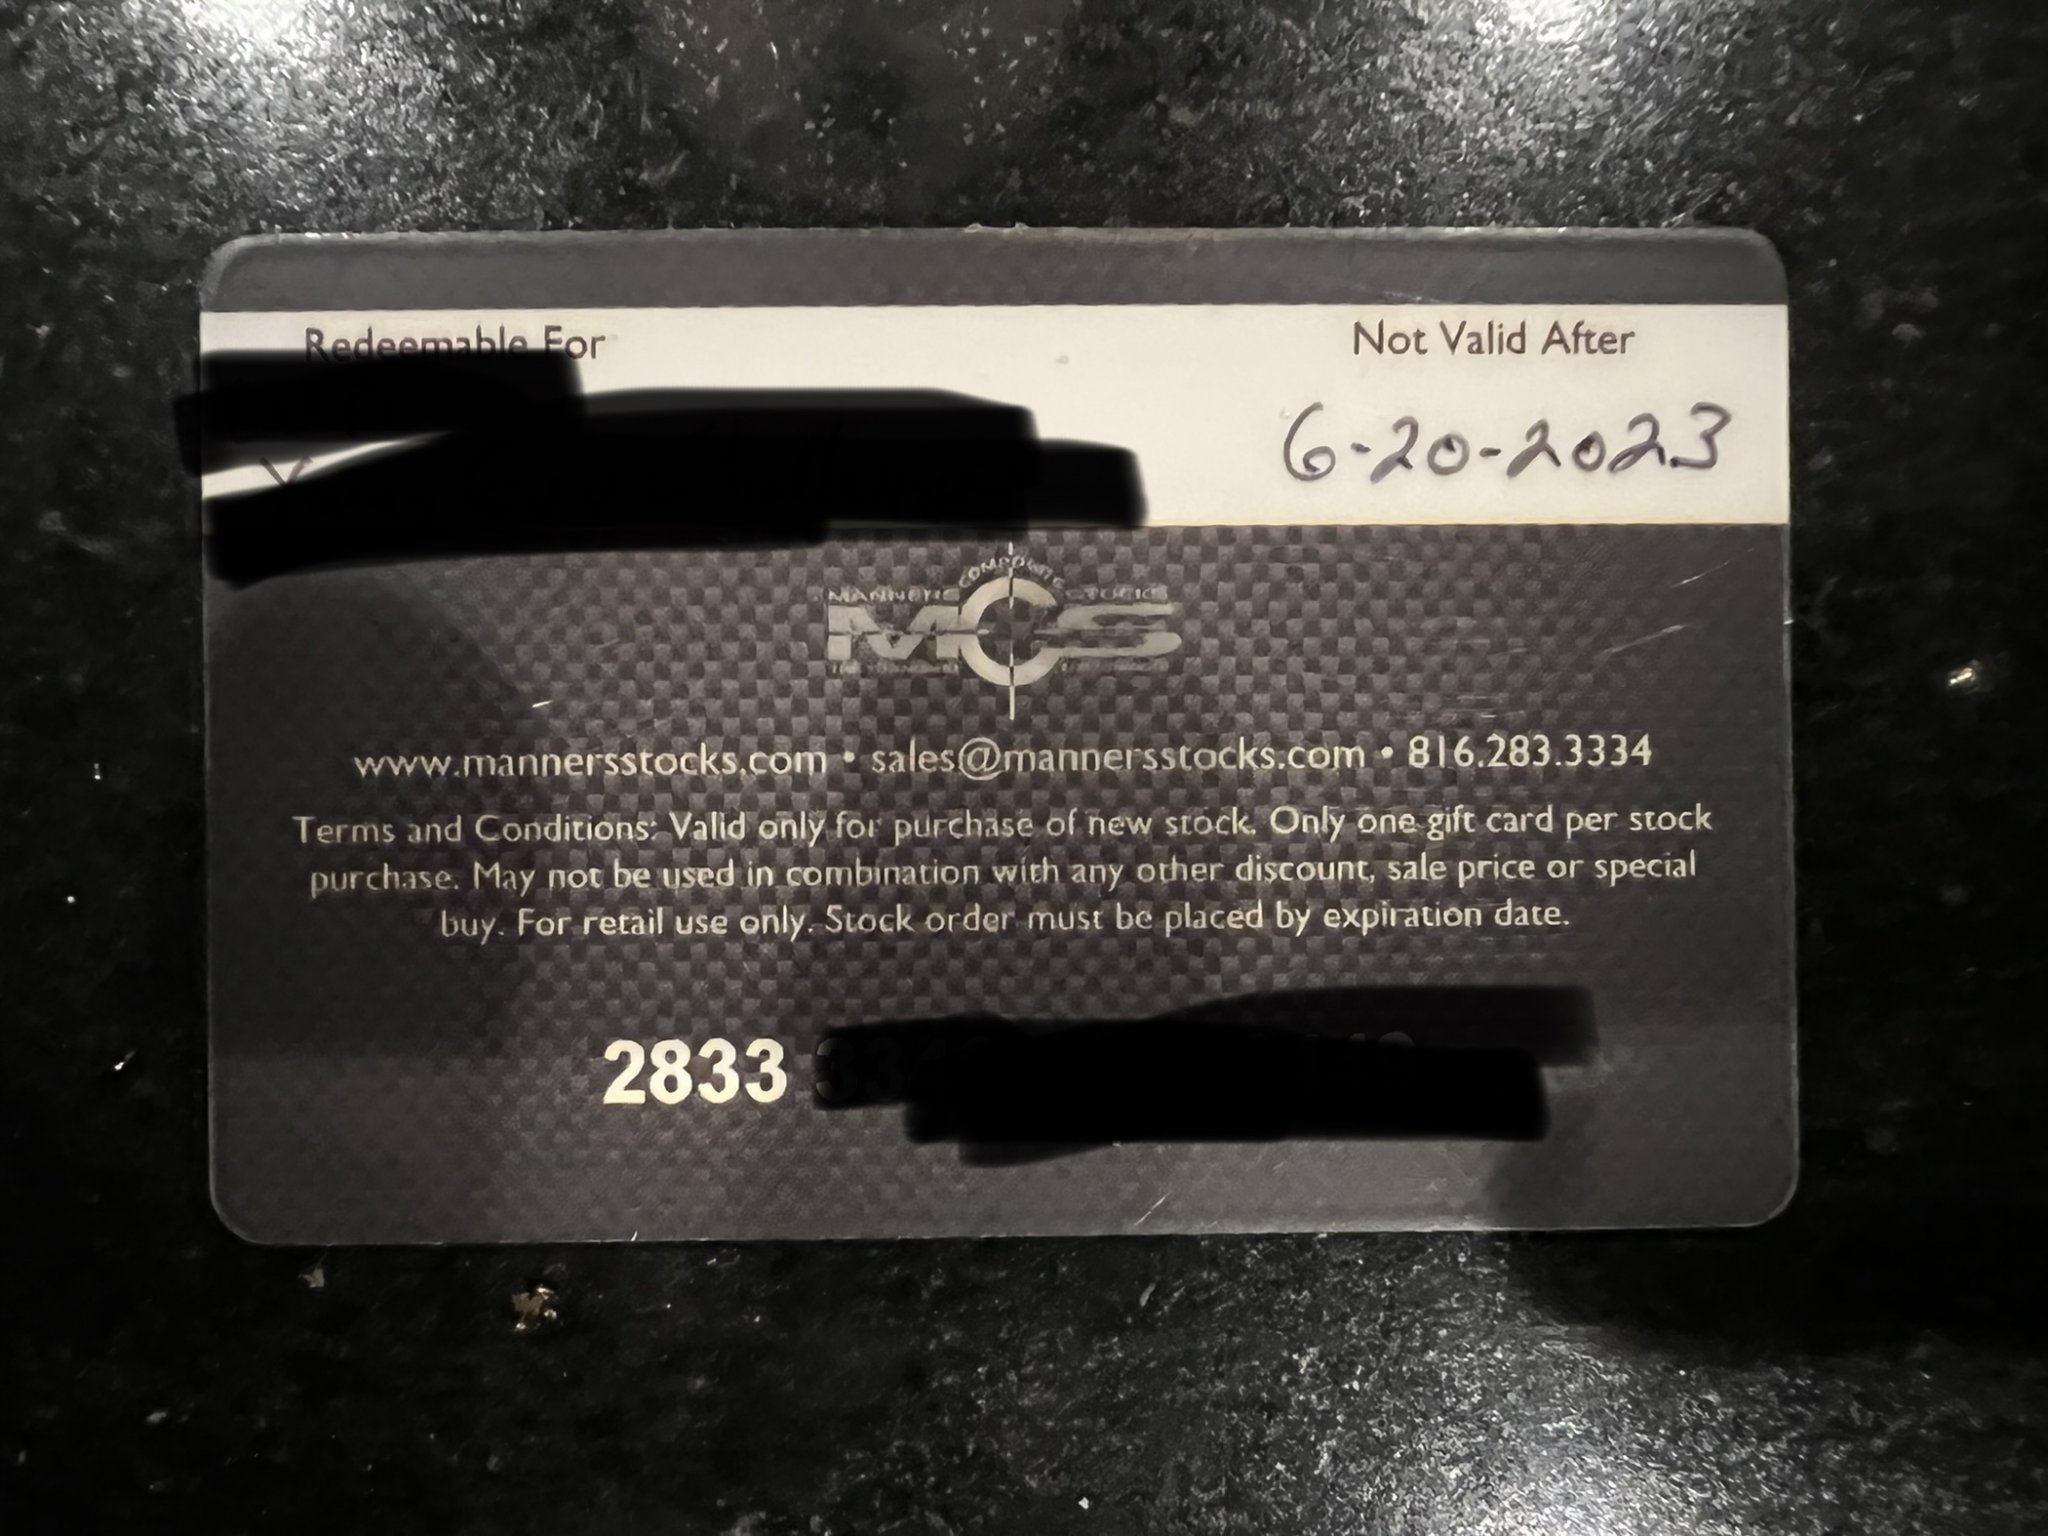 Redeemable For
Not Valid After
6-20-2023
COMPOSITE
MANNERS STOCKS
MCS
www.mannersstocks.com • sales@mannersstocks.com • 816.283.3334
Terms and Conditions: Valid only for purchase of new stock. Only one gift card per stock
purchase. May not be used in combination with any other discount, sale price or special
buy. For retail use only. Stock order must be placed by expiration date.
2833